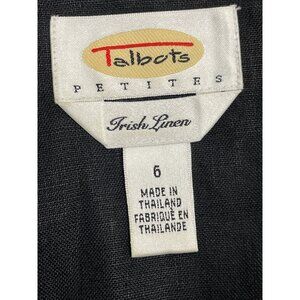 Talbots
PETITES
Irish Linen
6
MADE IN
THAILAND
FABRIQUÉ EN
THAILANDE